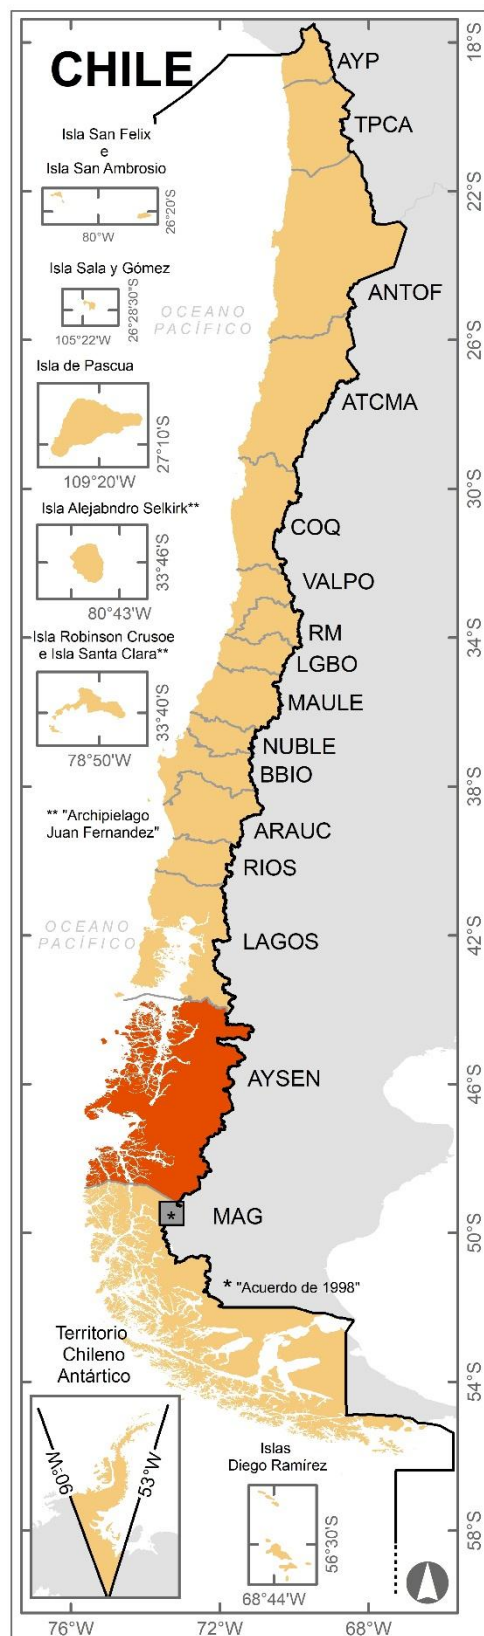 CHILE
Isla San Felix
e
Isla San Ambrosio
80°W
26°20'S
Isla Sala y Gómez
105°22'W
26°28'30"S
OCEANO
PACÍFICO
Isla de Pascua
109°20'W
27°10'S
Isla Alejabndro Selkirk**
80°43'W
33°46'S
Isla Robinson Crusoe
e Isla Santa Clara**
78°50'W
33°40'S
** "Archipielago
Juan Fernandez"
OCEANO
PACÍFICO
AYP
TPCA
ANTOF
ATCMA
COQ
VALPO
RM
LGBO
MAULE
NUBLE
BBIO
ARAUC
RIOS
LAGOS
AYSEN
MAG
*
* "Acuerdo de 1998"
Territorio
Chileno
Antártico
90°W
53°W
Islas
Diego Ramírez
68°44'W
56°30'S
18°S
22°S
26°S
30°S
34°S
38°S
42°S
46°S
50°S
54°S
58°S
76°W
72°W
68°W